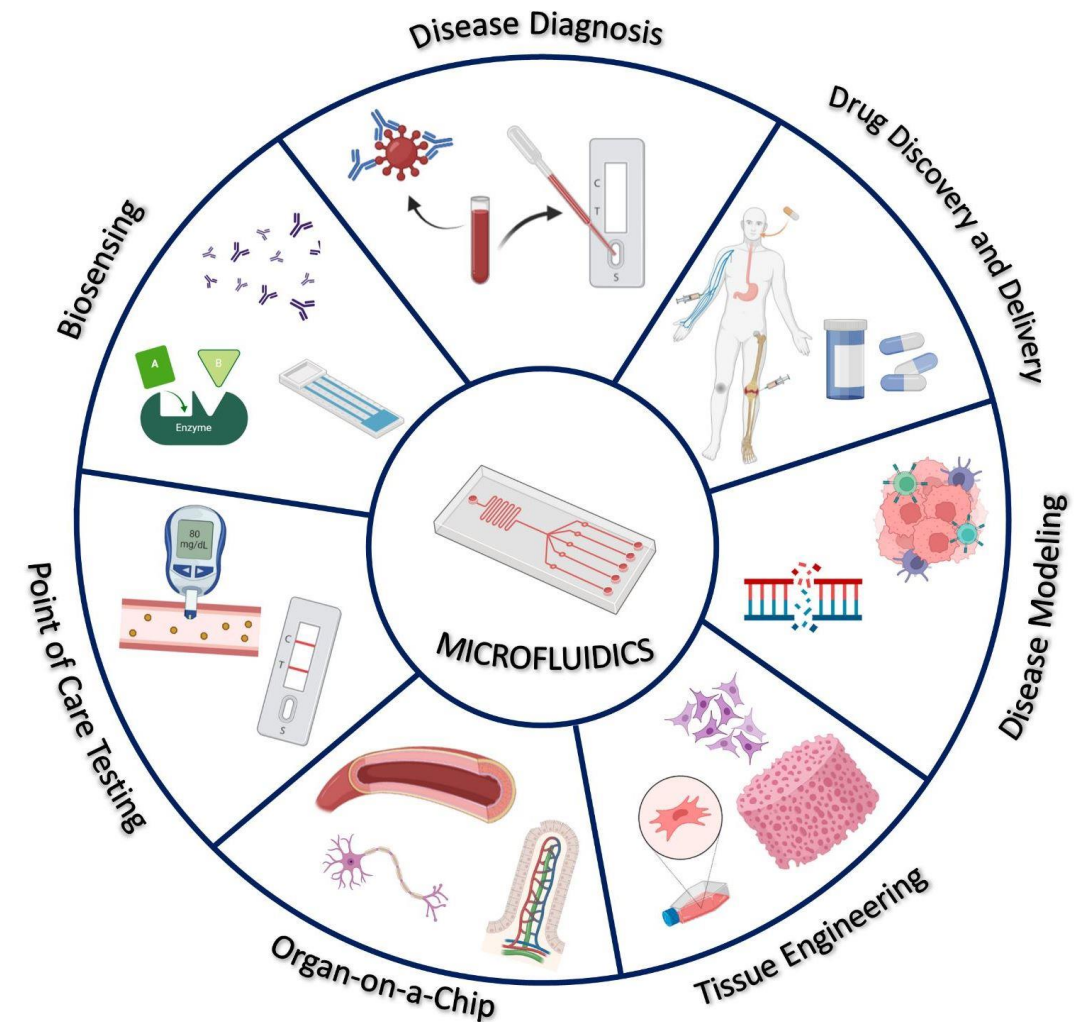 Disease Diagnosis
Drug Discovery and Delivery
Disease Modeling
Tissue Engineering
Organ-on-a-Chip
Point of Care Testing
Biosensing
MICROFLUIDICS
C
T
S
A
B
Enzyme
80
mg/dL
C
T
S